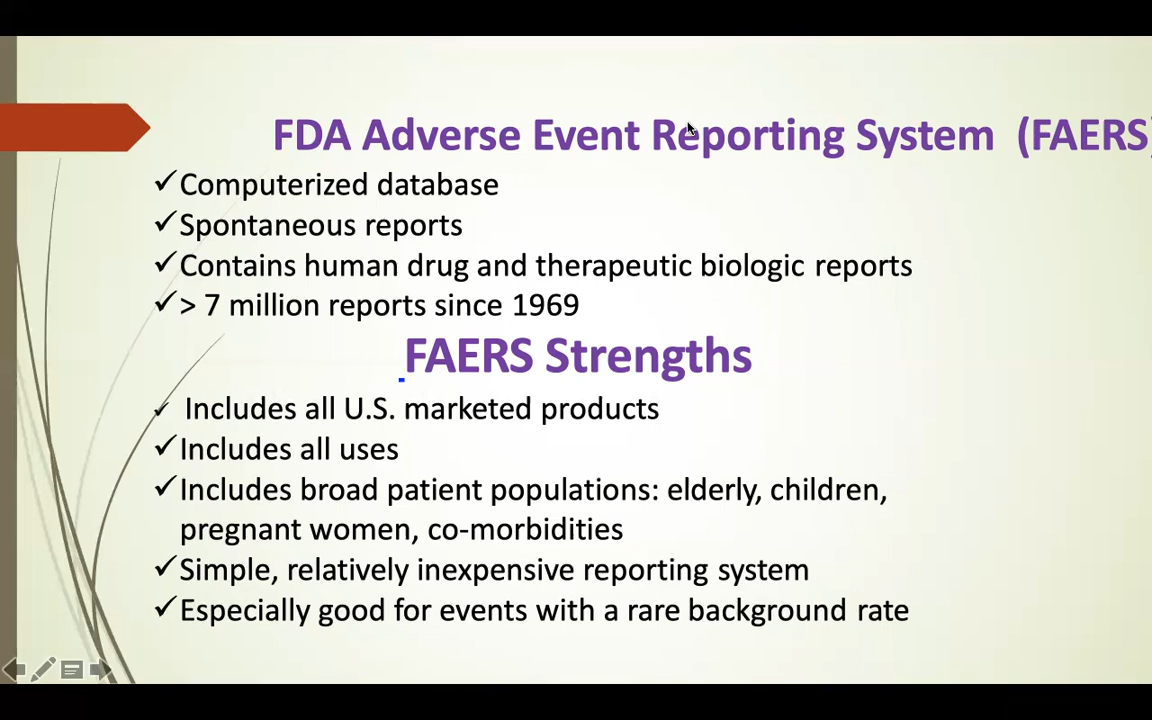 FDA Adverse Event Reporting System (FAERS)
✓Computerized database
✓Spontaneous reports
✓Contains human drug and therapeutic biologic reports
✓> 7 million reports since 1969
FAERS Strengths
✓ Includes all U.S. marketed products
✓Includes all uses
✓Includes broad patient populations: elderly, children,
pregnant women, co-morbidities
✓Simple, relatively inexpensive reporting system
✓Especially good for events with a rare background rate